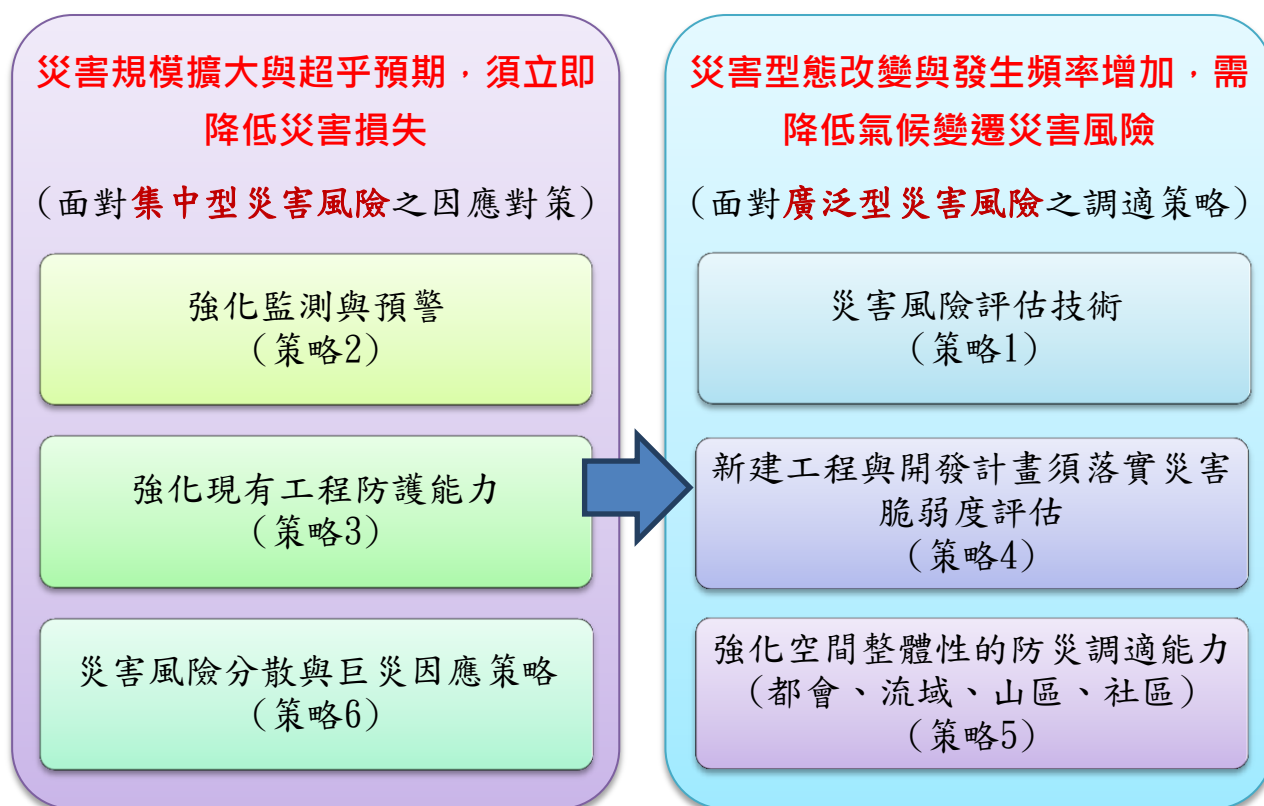 災害規模擴大與超乎預期，須立即
降低災害損失
（面對集中型災害風險之因應對策）
強化監測與預警
（策略2）
強化現有工程防護能力
（策略3）
災害風險分散與巨災因應策略
（策略6）
災害型態改變與發生頻率增加，需
降低氣候變遷災害風險
（面對廣泛型災害風險之調適策略）
災害風險評估技術
（策略1）
新建工程與開發計畫須落實災害
脆弱度評估
（策略4）
強化空間整體性的防災調適能力
（都會、流域、山區、社區）
（策略5）